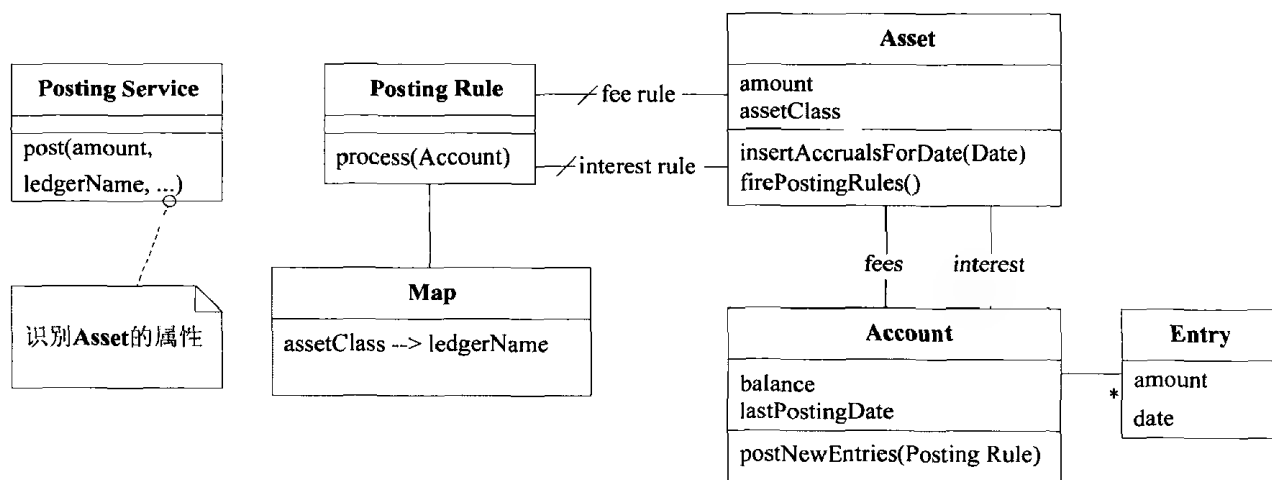 Posting Service
post(amount,
ledgerName, ...)
识别Asset的属性
Posting Rule
process(Account)
fee rule
interest rule
Map
assetClass --> ledgerName
Asset
amount
assetClass
insertAccrualsForDate(Date)
firePostingRules()
fees
interest
Account
balance
lastPostingDate
postNewEntries(Posting Rule)
*
Entry
amount
date